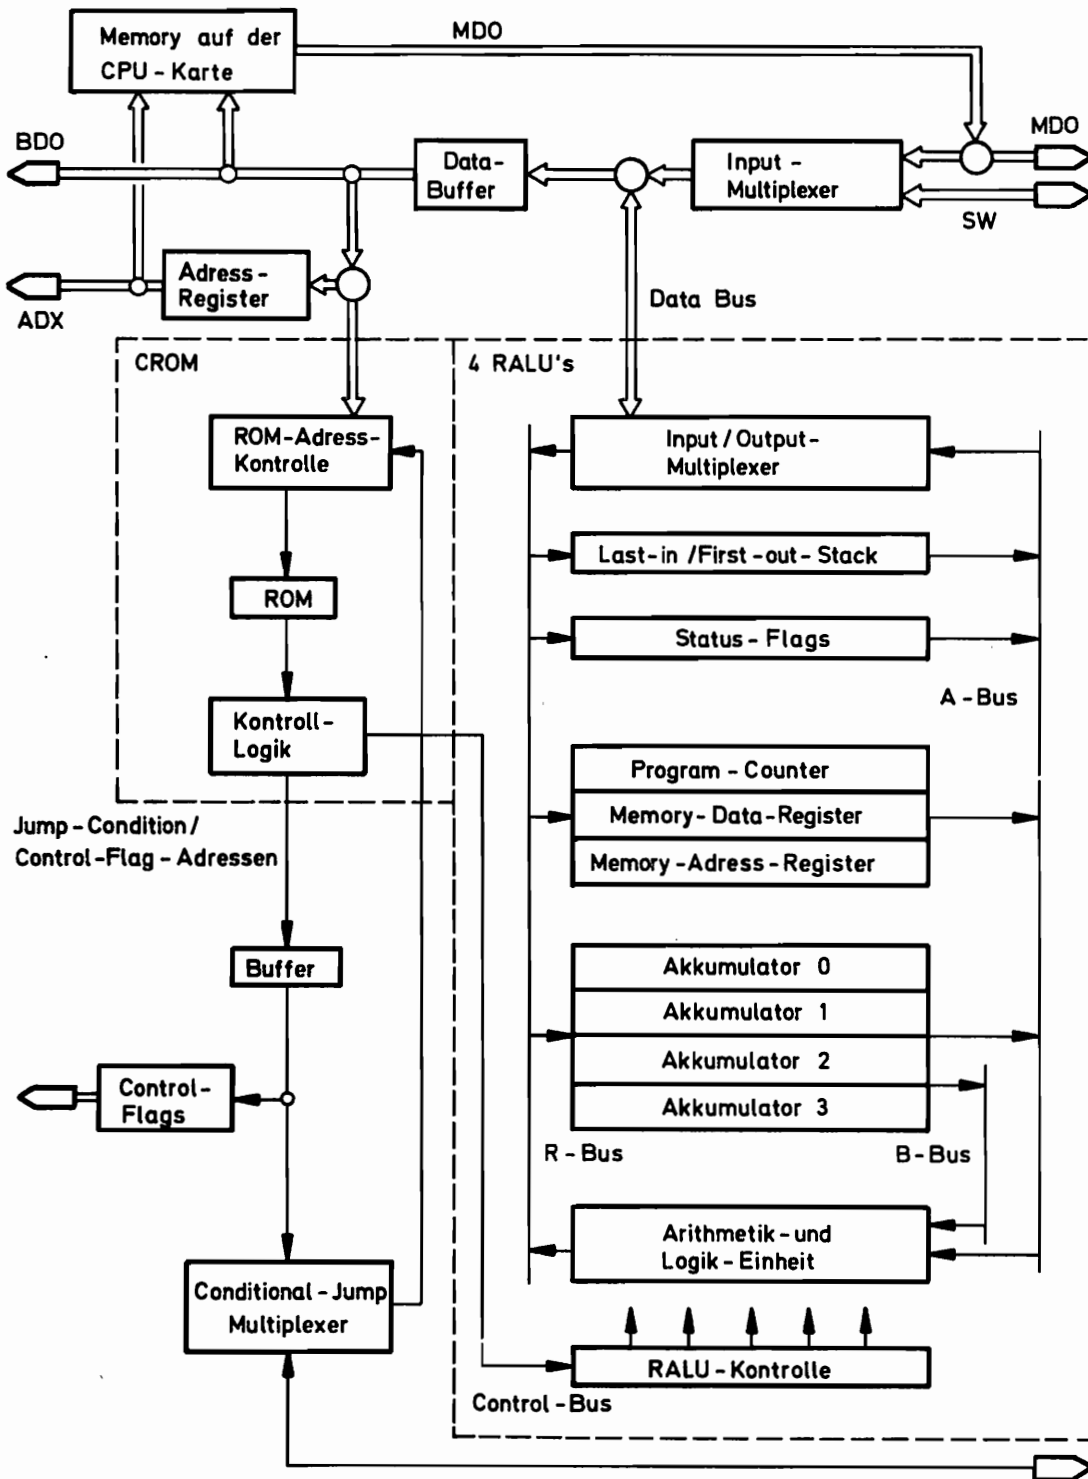 Memory auf der
CPU-Karte
MDO
BDO
Data-
Buffer
Input-
Multiplexer
MDO
SW
Adress-
Register
ADX
Data Bus
CROM
4 RALU's
ROM-Adress-
Kontrolle
Input/Output-
Multiplexer
Last-in/First-out-Stack
ROM
Status-Flags
A-Bus
Kontroll-
Logik
Program-Counter
Memory-Data-Register
Memory-Adress-Register
Jump-Condition/
Control-Flag-Adressen
Buffer
Akkumulator 0
Akkumulator 1
Akkumulator 2
Akkumulator 3
Control-
Flags
R-Bus
B-Bus
Arithmetik-und
Logik-Einheit
Conditional-Jump
Multiplexer
RALU-Kontrolle
Control-Bus